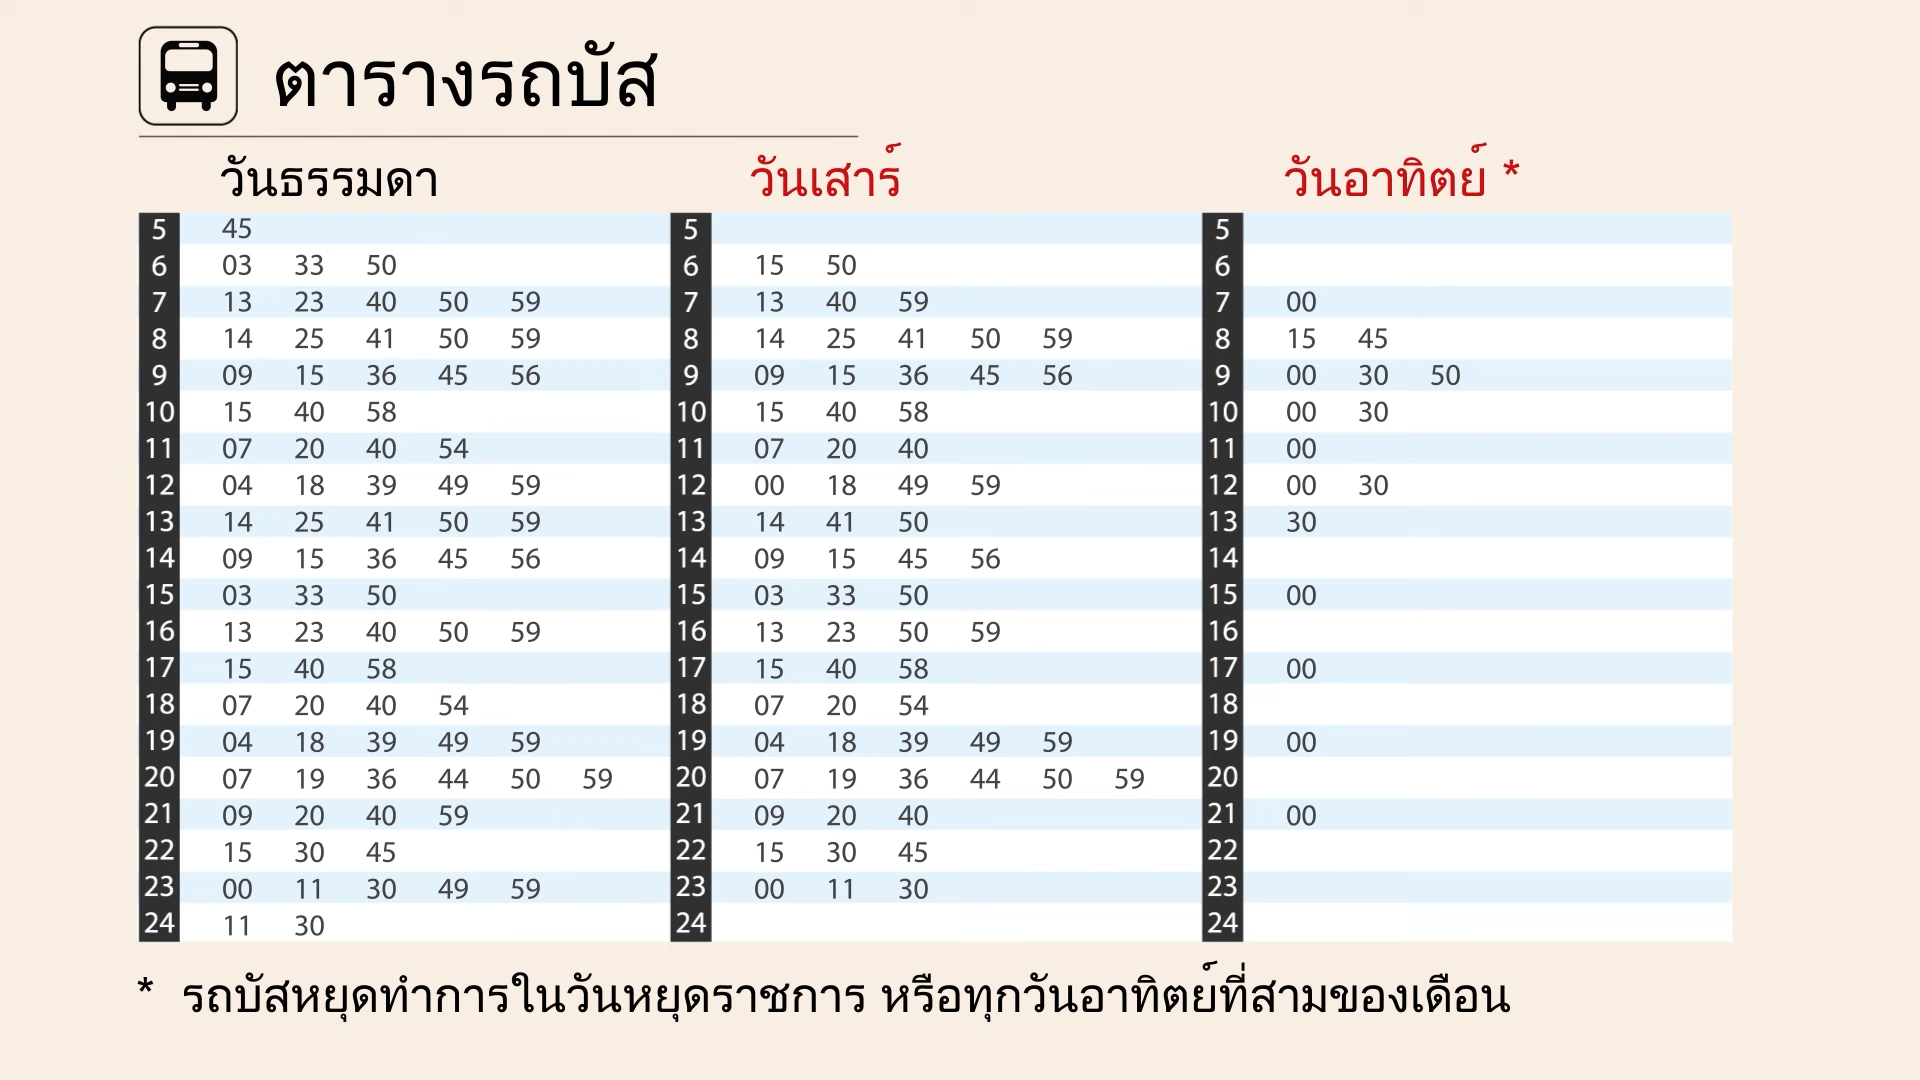 ตารางรถบัส
วันธรรมดา วันเสาร์ วันอาทิตย์ *
5 45 5 5
6 03 33 50 6 15 50 6
7 13 23 40 50 59 7 13 40 59 7 00
8 14 25 41 50 59 8 14 25 41 50 59 8 15 45
9 09 15 36 45 56 9 09 15 36 45 56 9 00 30 50
10 15 40 58 10 15 40 58 10 00 30
11 07 20 40 54 11 07 20 40 11 00
12 04 18 39 49 59 12 00 18 49 59 12 00 30
13 14 25 41 50 59 13 14 41 50 13 30
14 09 15 36 45 56 14 09 15 45 56 14
15 03 33 50 15 03 33 50 15 00
16 13 23 40 50 59 16 13 23 50 59 16
17 15 40 58 17 15 40 58 17 00
18 07 20 40 54 18 07 20 54 18
19 04 18 39 49 59 19 04 18 39 49 59 19 00
20 07 19 36 44 50 59 20 07 19 36 44 50 59 20
21 09 20 40 59 21 09 20 40 21 00
22 15 30 45 22 15 30 45 22
23 00 11 30 49 59 23 00 11 30 23
24 11 30 24 24
* รถบัสหยุดทำการในวันหยุดราชการ หรือทุกวันอาทิตย์ที่สามของเดือน